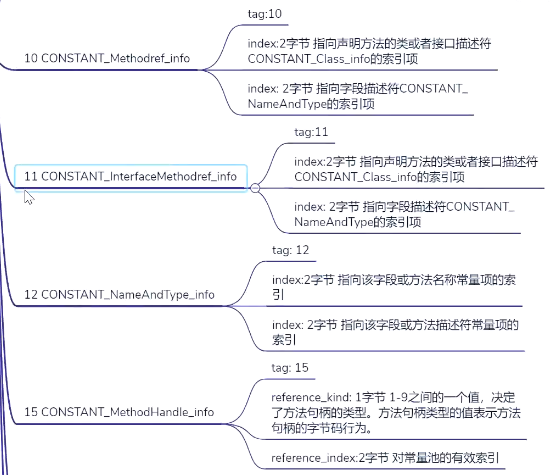 tag:10
10 CONSTANT_Methodref_info
index:2字节 指向声明方法的类或者接口描述符
CONSTANT_Class_info的索引项
index: 2字节 指向字段描述符CONSTANT_
NameAndType的索引项
tag:11
11 CONSTANT_InterfaceMethodref_info
index:2字节 指向声明方法的类或者接口描述符
CONSTANT_Class_info的索引项
index: 2字节 指向字段描述符CONSTANT_
NameAndType的索引项
tag: 12
12 CONSTANT_NameAndType_info
index:2字节 指向该字段或方法名称常量项的索
引
index: 2字节 指向该字段或方法描述符常量项的
索引
tag: 15
15 CONSTANT_MethodHandle_info
reference_kind: 1字节 1-9之间的一个值，决定
了方法句柄的类型。方法句柄类型的值表示方法
句柄的字节码行为。
reference_index:2字节 对常量池的有效索引